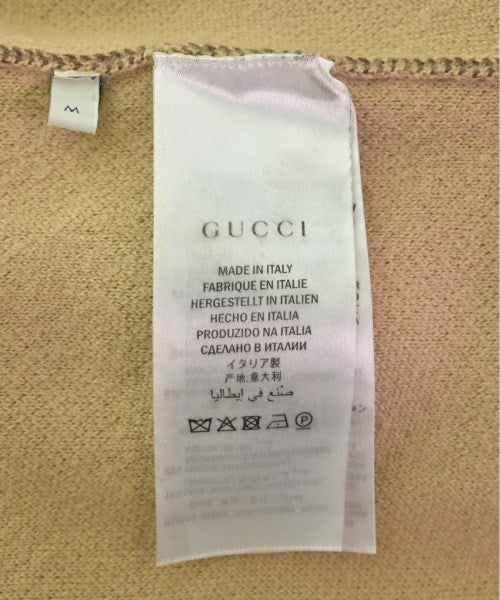 M
GUCCI
MADE IN ITALY
FABRIQUE EN ITALIE
HERGESTELLT IN ITALIEN
HECHO EN ITALIA
PRODUZIDO NA ITALIA
СДЕЛАНО В ИТАЛИИ
イタリア製
产地.意大利
صنع في إيطاليا
P